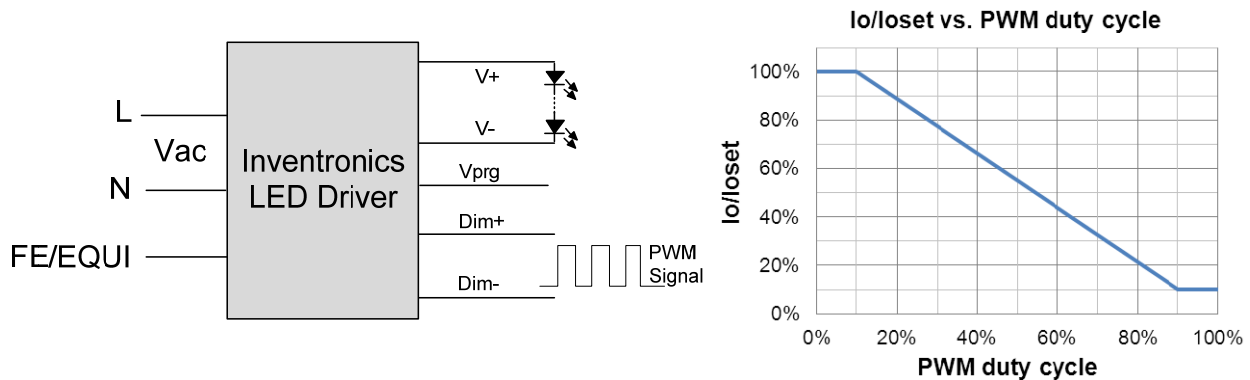 L
Vac
N
FE/EQUI
Inventronics
LED Driver
V+
V-
Vprg
Dim+
Dim-
PWM
Signal
Io/Ioset vs. PWM duty cycle
Io/Ioset
100%
80%
60%
40%
20%
0%
0% 20% 40% 60% 80% 100%
PWM duty cycle